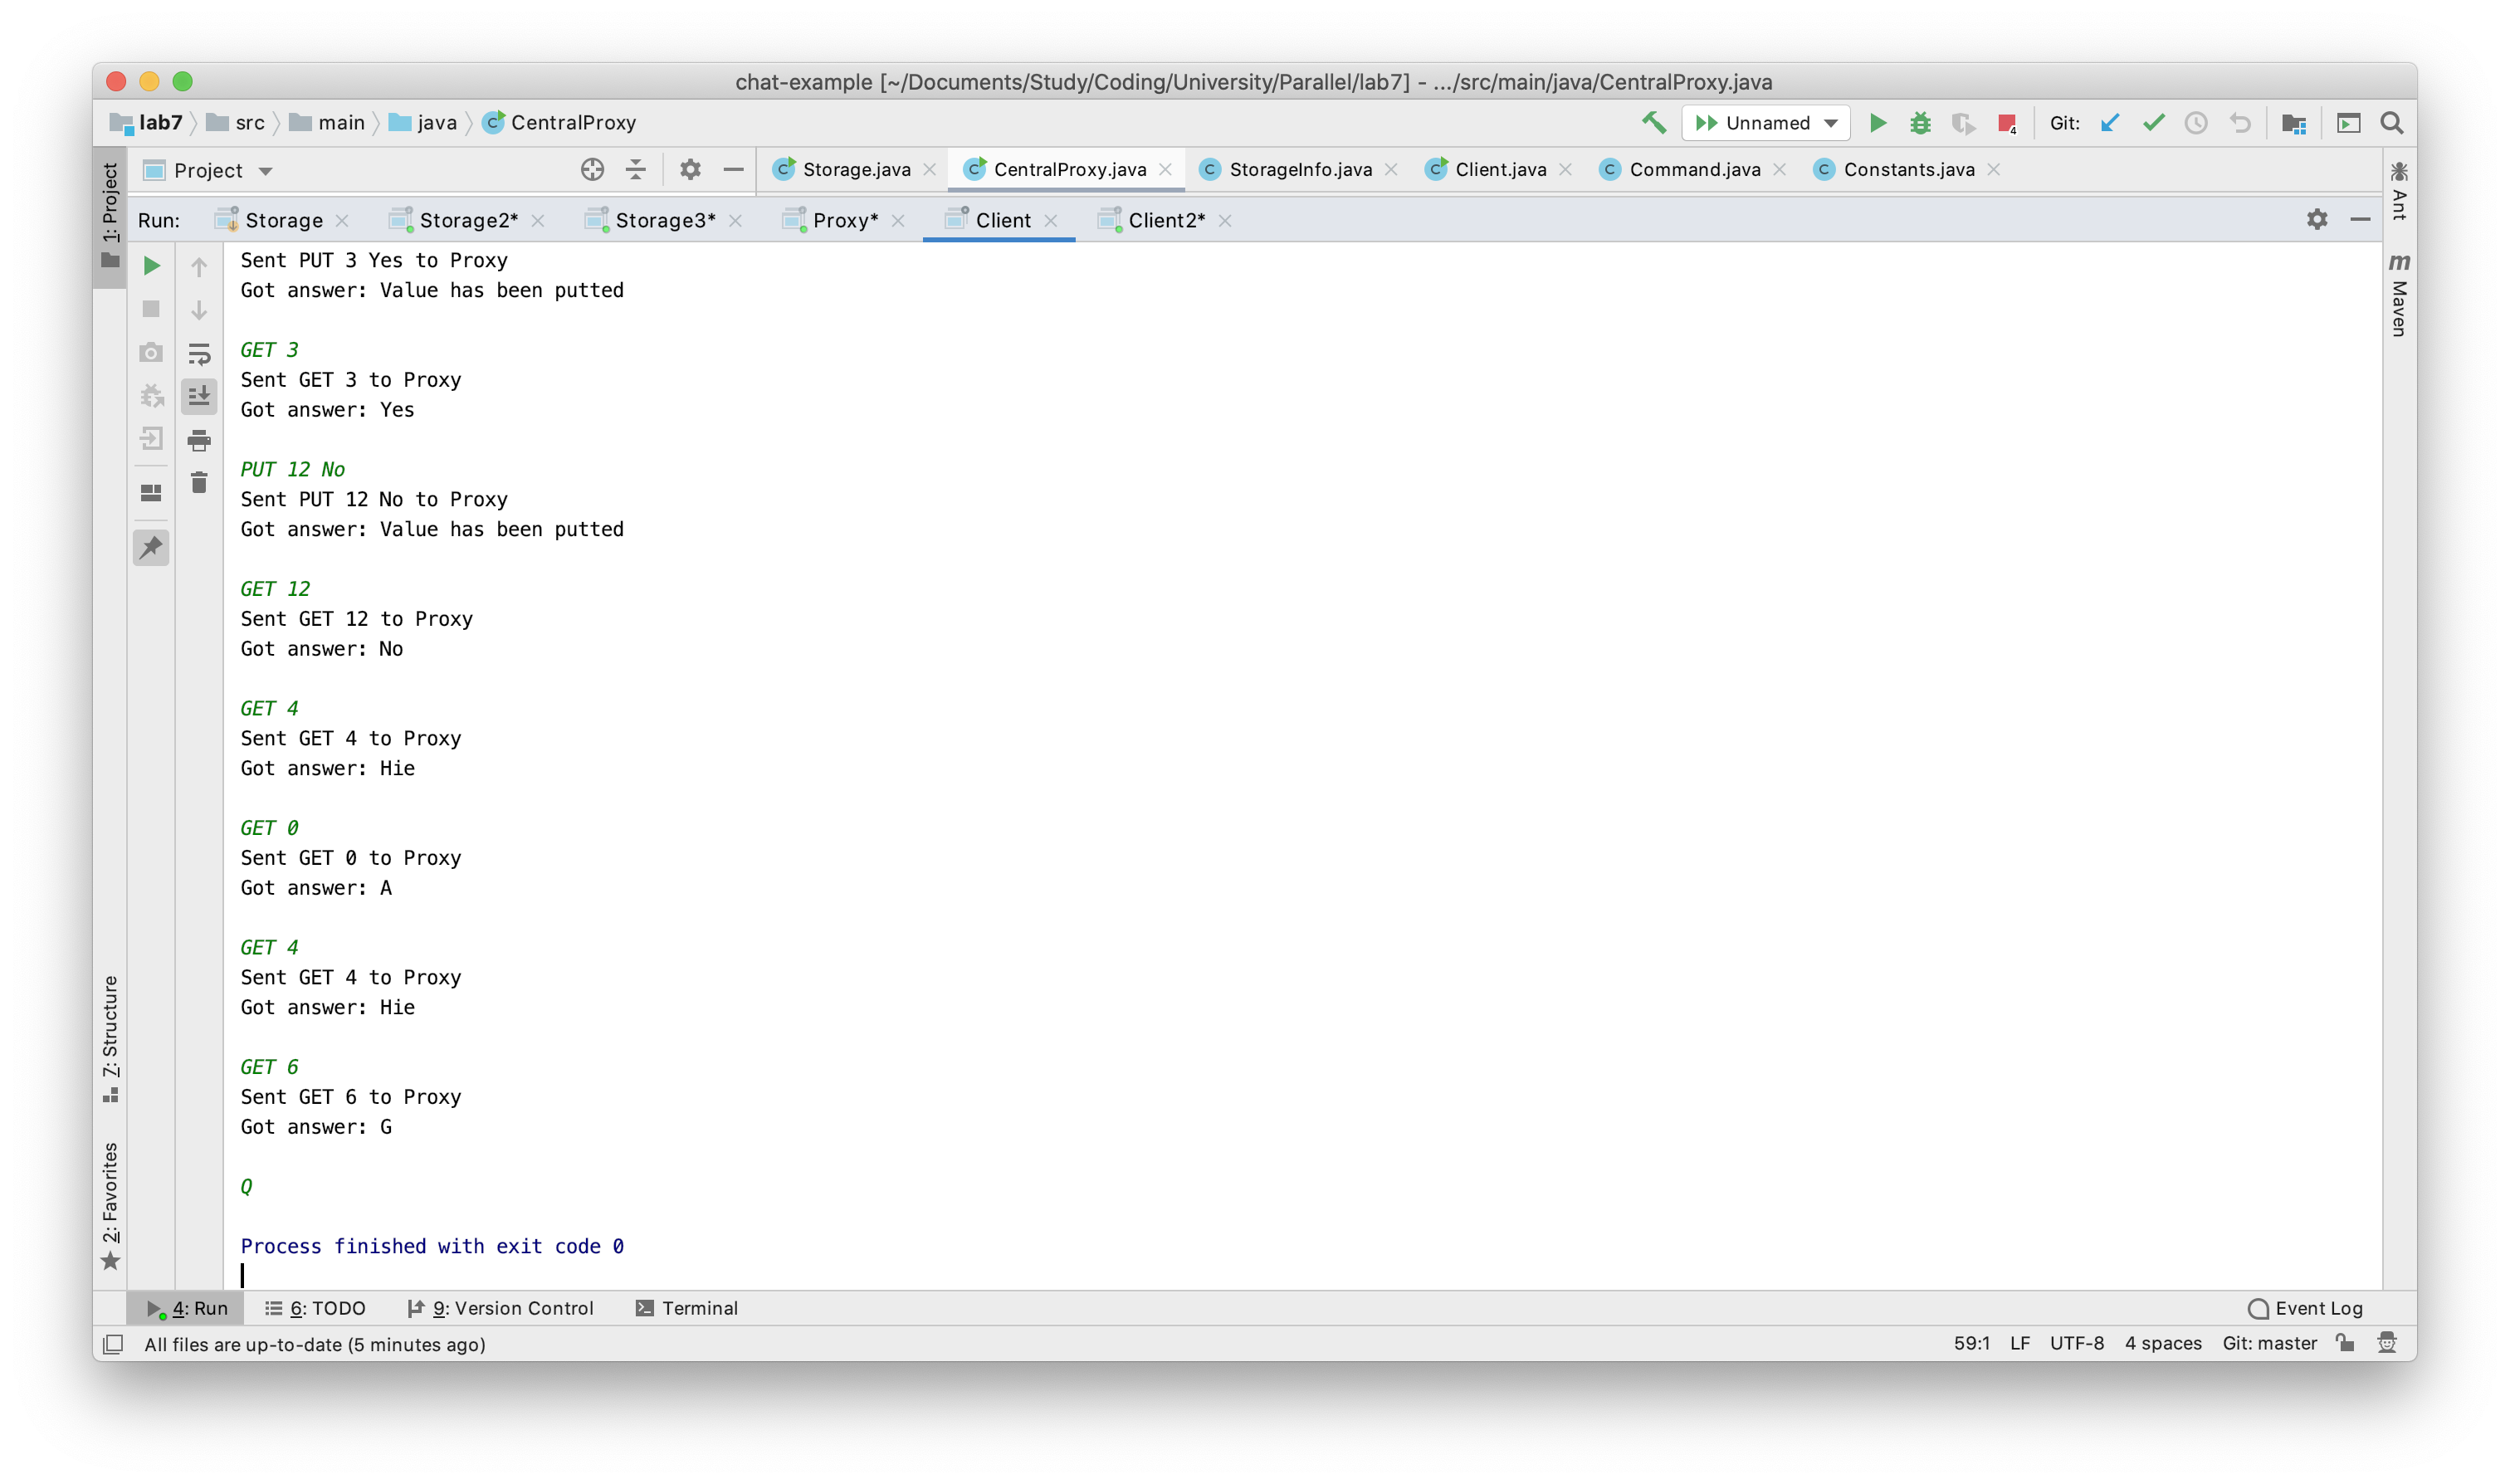 chat-example [~/Documents/Study/Coding/University/Parallel/lab7] - .../src/main/java/CentralProxy.java
lab7 src main java CentralProxy Unnamed 4 Git:
1: Project
Project
Storage.java CentralProxy.java StorageInfo.java Client.java Command.java Constants.java
Ant
Maven
Run: Storage Storage2* Storage3* Proxy* Client Client2*
Sent PUT 3 Yes to Proxy
Got answer: Value has been putted
GET 3
Sent GET 3 to Proxy
Got answer: Yes
PUT 12 No
Sent PUT 12 No to Proxy
Got answer: Value has been putted
GET 12
Sent GET 12 to Proxy
Got answer: No
GET 4
Sent GET 4 to Proxy
Got answer: Hie
GET 0
Sent GET 0 to Proxy
Got answer: A
GET 4
Sent GET 4 to Proxy
Got answer: Hie
GET 6
Sent GET 6 to Proxy
Got answer: G
Q
Process finished with exit code 0
7: Structure
2: Favorites
4: Run 6: TODO 9: Version Control Terminal Event Log
All files are up-to-date (5 minutes ago) 59:1 LF UTF-8 4 spaces Git: master